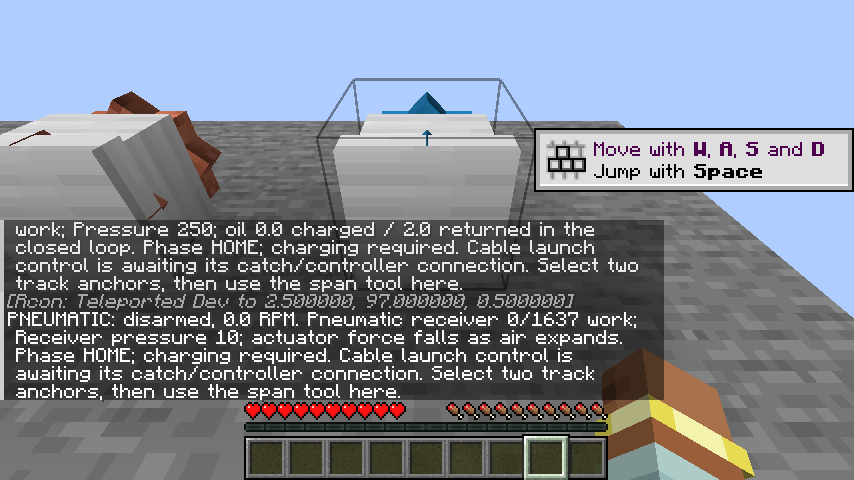 Move with W, A, S and D
Jump with Space
work; Pressure 250; oil 0.0 charged / 2.0 returned in the
closed loop. Phase HOME; charging required. Cable launch
control is awaiting its catch/controller connection. Select two
track anchors, then use the span tool here.
[Rcon: Teleported Dev to 2.500000, 97.000000, 0.500000]
PNEUMATIC: disarmed, 0.0 RPM. Pneumatic receiver 0/1637 work;
Receiver pressure 10; actuator force falls as air expands.
Phase HOME; charging required. Cable launch control is
awaiting its catch/controller connection. Select two track
anchors, then use the span tool here.